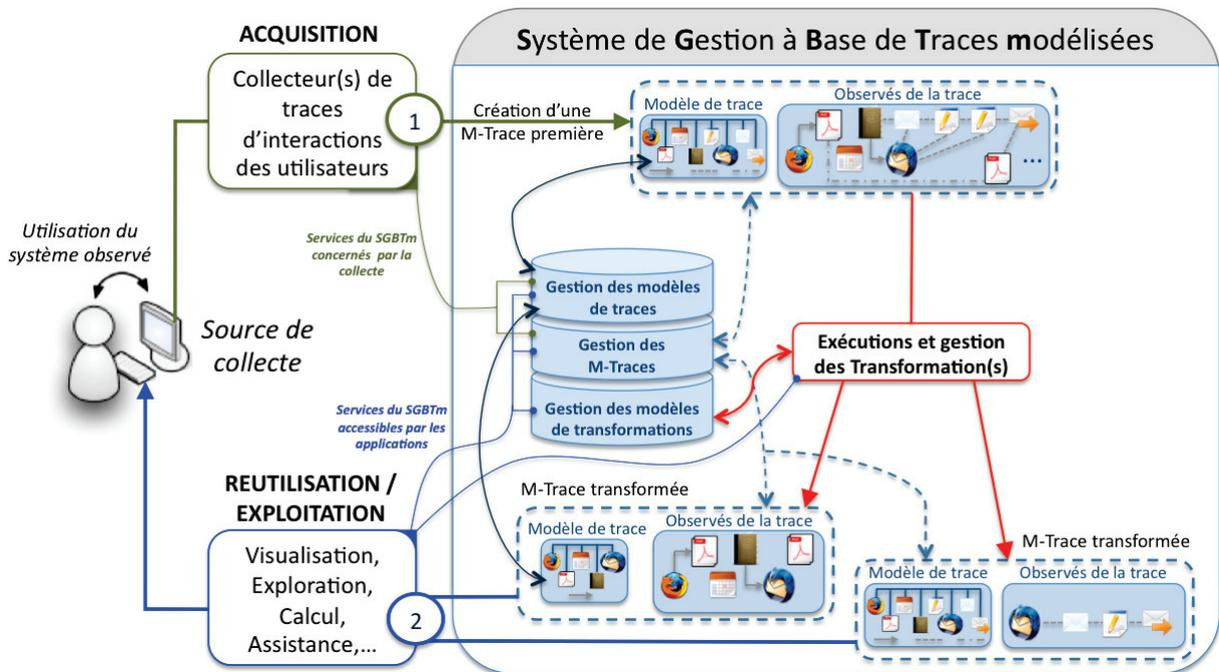 Système de Gestion à Base de Traces modélisées
ACQUISITION
Collecteur(s) de
traces
d'interactions
des utilisateurs
1
Création d'une
M-Trace première
Modèle de trace
Observés de la trace
...
Utilisation du
système observé
Source de
collecte
Services du SGBTm
concernés par la
collecte
Gestion des modèles
de traces
Gestion des
M-Traces
Gestion des modèles
de transformations
Exécutions et gestion
des Transformation(s)
Services du SGBTm
accessibles par les
applications
REUTILISATION /
EXPLOITATION
Visualisation,
Exploration,
Calcul,
Assistance,...
2
M-Trace transformée
Modèle de trace
Observés de la trace
M-Trace transformée
Modèle de trace
Observés de la trace